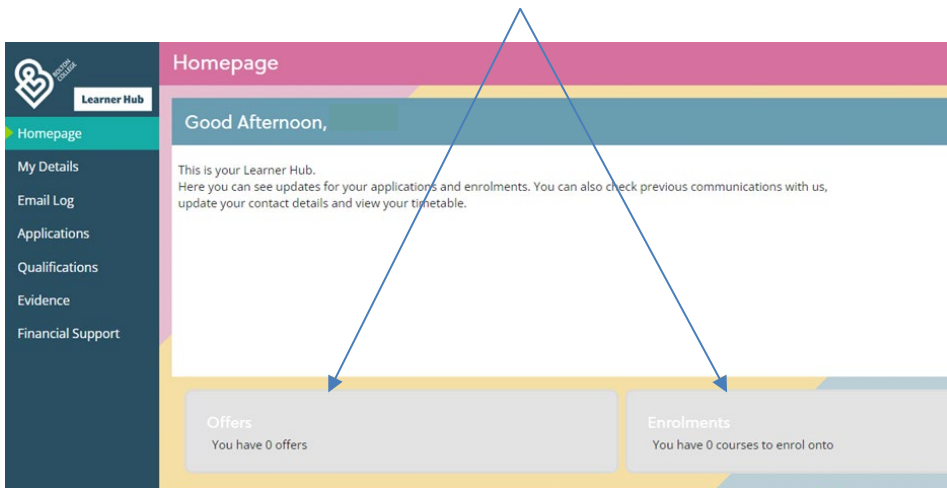 BOLTON
COLLEGE
Learner Hub
Homepage
My Details
Email Log
Applications
Qualifications
Evidence
Financial Support
Homepage
Good Afternoon,
This is your Learner Hub.
Here you can see updates for your applications and enrolments. You can also check previous communications with us,
update your contact details and view your timetable.
Offers
You have 0 offers
Enrolments
You have 0 courses to enrol onto